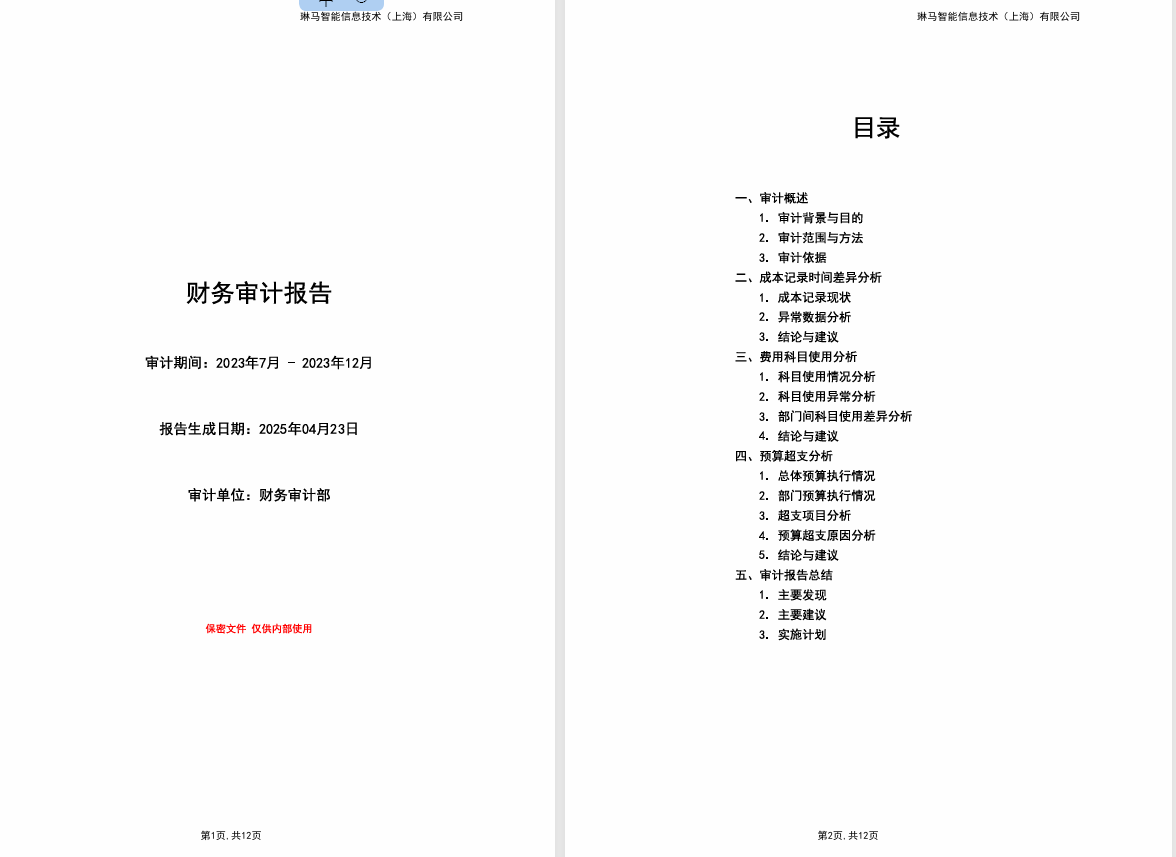 琳马智能信息技术（上海）有限公司
财务审计报告
审计期间：2023年7月 － 2023年12月
报告生成日期：2025年04月23日
审计单位：财务审计部
保密文件 仅供内部使用
第1页，共12页
琳马智能信息技术（上海）有限公司
目录
一、审计概述
1. 审计背景与目的
2. 审计范围与方法
3. 审计依据
二、成本记录时间差异分析
1. 成本记录现状
2. 异常数据分析
3. 结论与建议
三、费用科目使用分析
1. 科目使用情况分析
2. 科目使用异常分析
3. 部门间科目使用差异分析
4. 结论与建议
四、预算超支分析
1. 总体预算执行情况
2. 部门预算执行情况
3. 超支项目分析
4. 预算超支原因分析
5. 结论与建议
五、审计报告总结
1. 主要发现
2. 主要建议
3. 实施计划
第2页，共12页